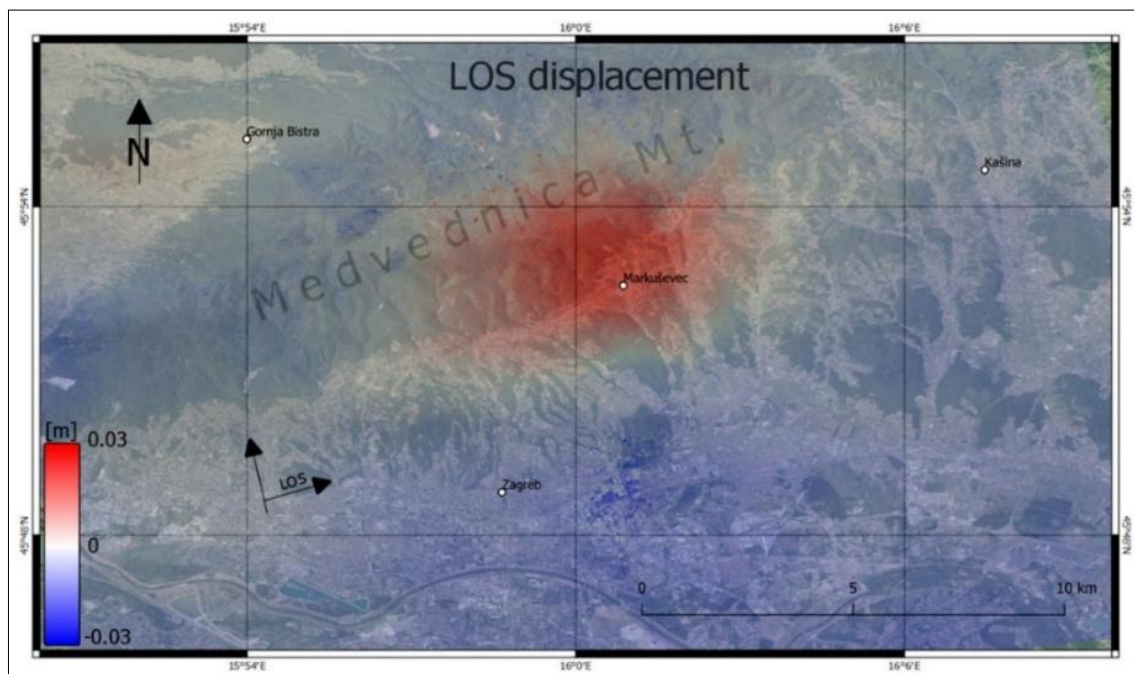 15°54'E 16°0'E 16°6'E
LOS displacement
N
Gornja Bistra
Kašina
45°54'N 45°54'N
Medvednica Mt.
Markuševec
[m] 0.03
0
-0.03
LOS
Zagreb
45°48'N 45°48'N
0 5 10 km
15°54'E 16°0'E 16°6'E